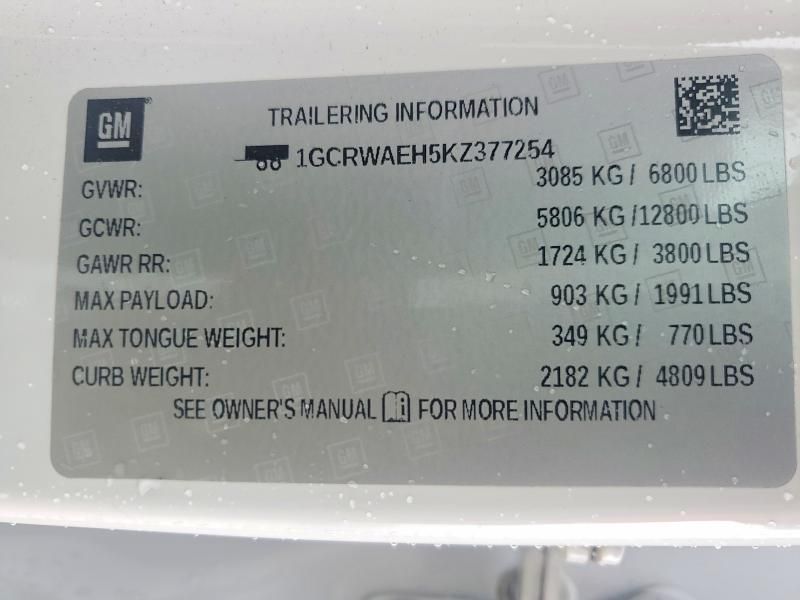 GM
TRAILERING INFORMATION
1GCRWAEH5KZ377254
GVWR: 3085 KG / 6800 LBS
GCWR: 5806 KG /12800 LBS
GAWR RR: 1724 KG / 3800 LBS
MAX PAYLOAD: 903 KG / 1991 LBS
MAX TONGUE WEIGHT: 349 KG / 770 LBS
CURB WEIGHT: 2182 KG / 4809 LBS
SEE OWNER'S MANUAL i FOR MORE INFORMATION